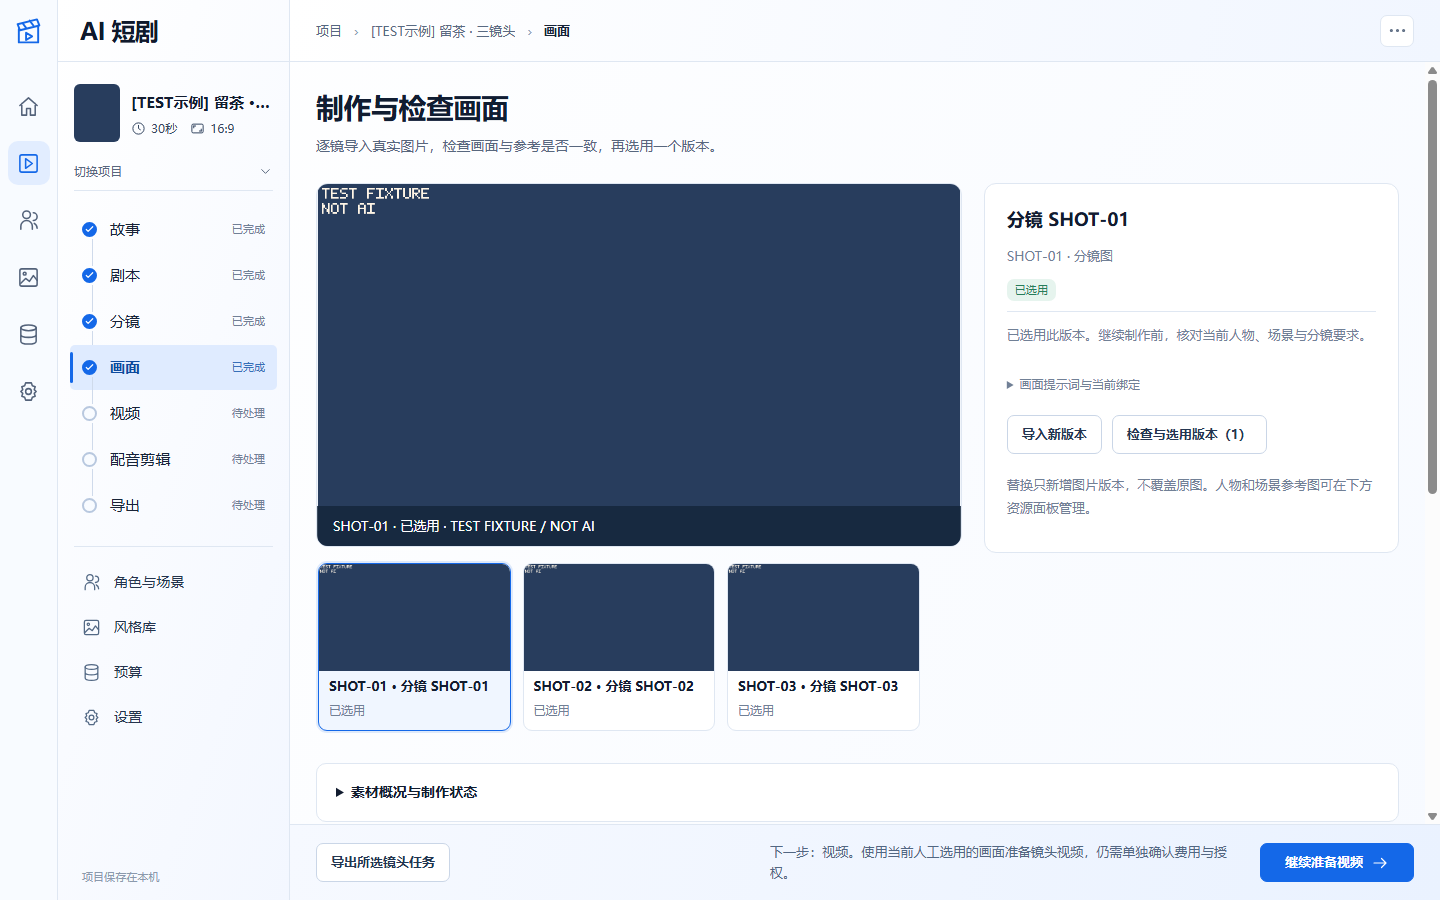 AI 短剧
项目 › [TEST示例] 留茶 · 三镜头 › 画面
[TEST示例] 留茶 •...
30秒 16:9
切换项目
故事 已完成
剧本 已完成
分镜 已完成
画面 已完成
视频 待处理
配音剪辑 待处理
导出 待处理
角色与场景
风格库
预算
设置
项目保存在本机
制作与检查画面
逐镜导入真实图片，检查画面与参考是否一致，再选用一个版本。
TEST FIXTURE
NOT AI
SHOT-01 · 已选用 · TEST FIXTURE / NOT AI
分镜 SHOT-01
SHOT-01 · 分镜图
已选用
已选用此版本。继续制作前，核对当前人物、场景与分镜要求。
画面提示词与当前绑定
导入新版本 检查与选用版本（1）
替换只新增图片版本，不覆盖原图。人物和场景参考图可在下方
资源面板管理。
TEST FIXTURE
NOT AI
SHOT-01 • 分镜 SHOT-01
已选用
TEST FIXTURE
NOT AI
SHOT-02 • 分镜 SHOT-02
已选用
TEST FIXTURE
NOT AI
SHOT-03 • 分镜 SHOT-03
已选用
素材概况与制作状态
导出所选镜头任务
下一步：视频。使用当前人工选用的画面准备镜头视频，仍需单独确认费用与授
权。
继续准备视频